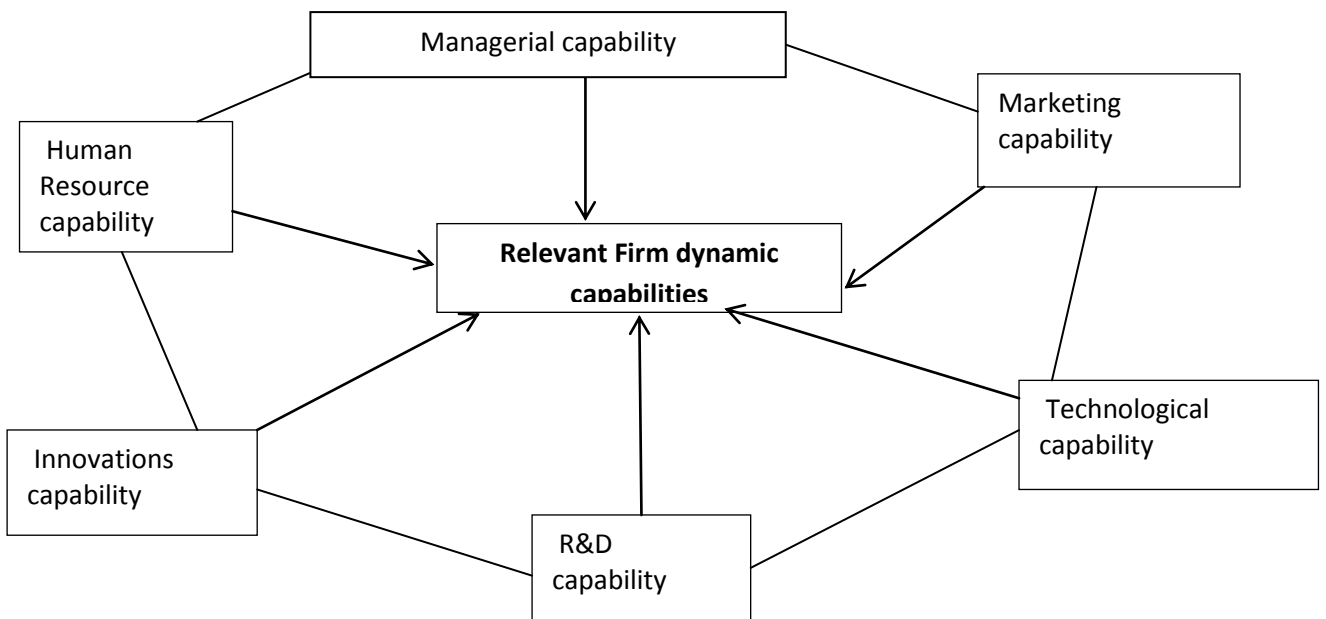 Managerial capability
Marketing
capability
Human
Resource
capability
Relevant Firm dynamic
capabilities
Technological
capability
Innovations
capability
R&D
capability